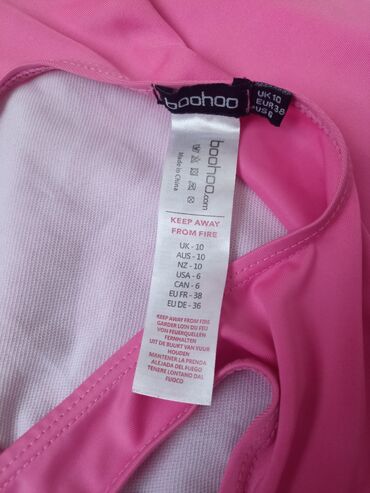 boohoo
UK 10
EUR 38
US 6
boohoo.com
Made in China
KEEP AWAY
FROM FIRE
UK - 10
AUS - 10
NZ - 10
USA - 6
CAN - 6
EU FR - 38
EU DE - 36
KEEP AWAY FROM FIRE
GARDER LOIN DU FEU
VON FEUERQUELLEN
FERNHALTEN
UIT DE BUURT VAN VUUR
HOUDEN
MANTENER LA PRENDA
ALEJADA DEL FUEGO
TENERE LONTANO DAL
FUOCO